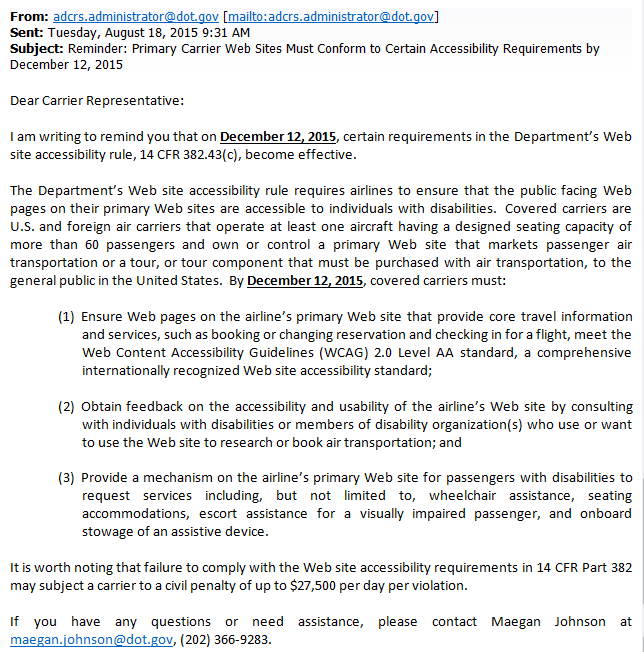 From: adcrs.administrator@dot.gov [mailto:adcrs.administrator@dot.gov]
Sent: Tuesday, August 18, 2015 9:31 AM
Subject: Reminder: Primary Carrier Web Sites Must Conform to Certain Accessibility Requirements by
December 12, 2015
Dear Carrier Representative:
I am writing to remind you that on December 12, 2015, certain requirements in the Department's Web
site accessibility rule, 14 CFR 382.43(c), become effective.
The Department's Web site accessibility rule requires airlines to ensure that the public facing Web
pages on their primary Web sites are accessible to individuals with disabilities. Covered carriers are
U.S. and foreign air carriers that operate at least one aircraft having a designed seating capacity of
more than 60 passengers and own or control a primary Web site that markets passenger air
transportation or a tour, or tour component that must be purchased with air transportation, to the
general public in the United States. By December 12, 2015, covered carriers must:
(1) Ensure Web pages on the airline's primary Web site that provide core travel information
and services, such as booking or changing reservation and checking in for a flight, meet the
Web Content Accessibility Guidelines (WCAG) 2.0 Level AA standard, a comprehensive
internationally recognized Web site accessibility standard;
(2) Obtain feedback on the accessibility and usability of the airline's Web site by consulting
with individuals with disabilities or members of disability organization(s) who use or want
to use the Web site to research or book air transportation; and
(3) Provide a mechanism on the airline's primary Web site for passengers with disabilities to
request services including, but not limited to, wheelchair assistance, seating
accommodations, escort assistance for a visually impaired passenger, and onboard
stowage of an assistive device.
It is worth noting that failure to comply with the Web site accessibility requirements in 14 CFR Part 382
may subject a carrier to a civil penalty of up to $27,500 per day per violation.
If you have any questions or need assistance, please contact Maegan Johnson at
maegan.johnson@dot.gov, (202) 366-9283.